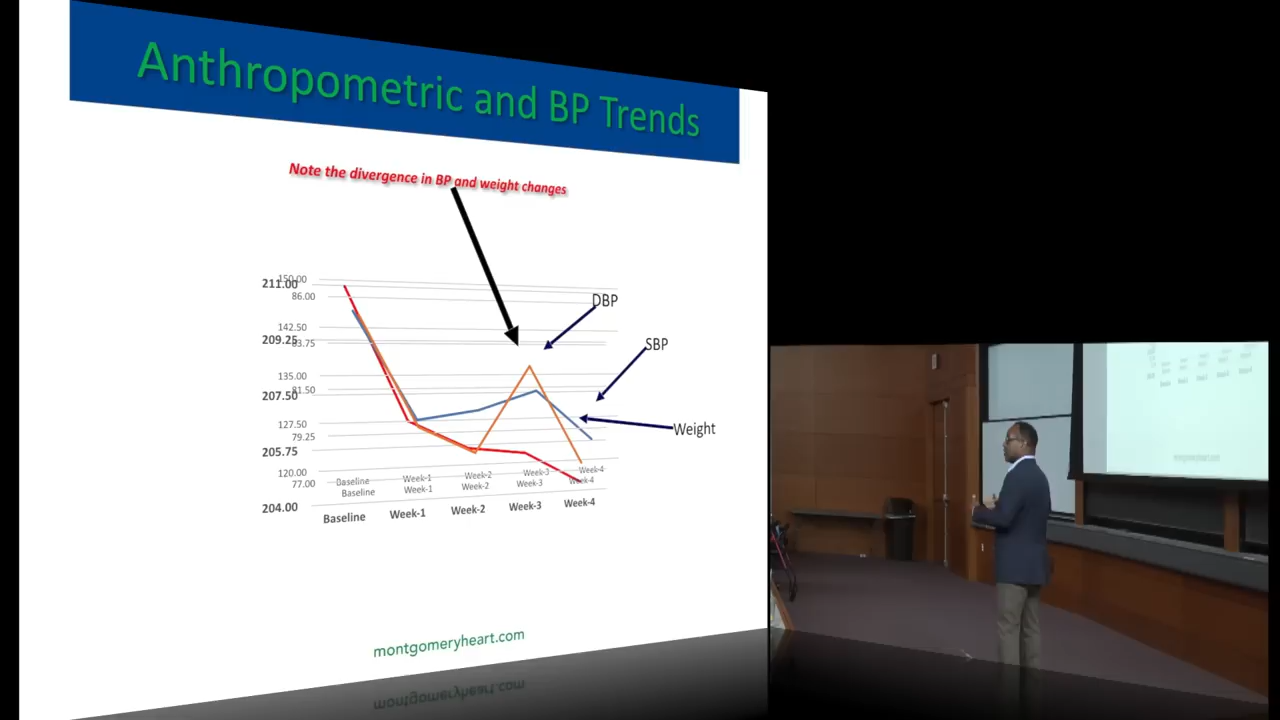 Anthropometric and BP Trends
Note the divergence in BP and weight changes
150.00
211.00
86.00
DBP
142.50
209.25
83.75
SBP
135.00
81.50
207.50
127.50
Weight
79.25
205.75
120.00
77.00
Baseline Week-1 Week-2 Week-3 Week-4
Baseline Week-1 Week-2 Week-3 Week-4
204.00
Baseline Week-1 Week-2 Week-3 Week-4
montgomeryheart.com